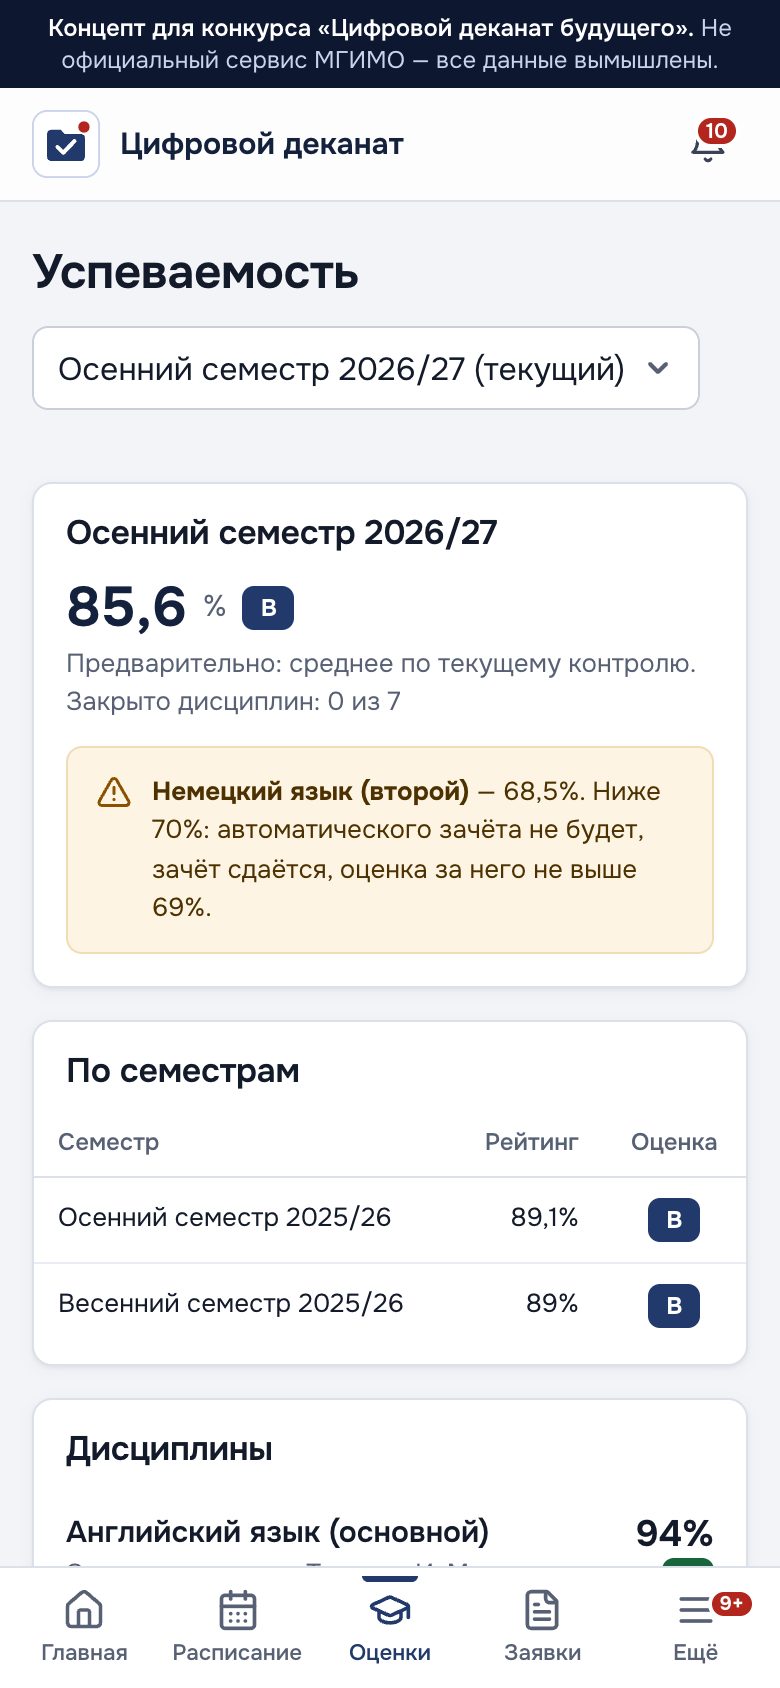 Концепт для конкурса «Цифровой деканат будущего». Не
официальный сервис МГИМО — все данные вымышлены.
Цифровой деканат
10
Успеваемость
Осенний семестр 2026/27 (текущий)
Осенний семестр 2026/27
85,6 % B
Предварительно: среднее по текущему контролю.
Закрыто дисциплин: 0 из 7
Немецкий язык (второй) — 68,5%. Ниже
70%: автоматического зачёта не будет,
зачёт сдаётся, оценка за него не выше
69%.
По семестрам
Семестр Рейтинг Оценка
Осенний семестр 2025/26 89,1% B
Весенний семестр 2025/26 89% B
Дисциплины
Английский язык (основной) 94%
9+
Главная Расписание Оценки Заявки Ещё